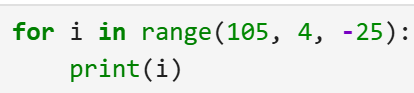 for i in range(105, 4, -25):
    print(i)